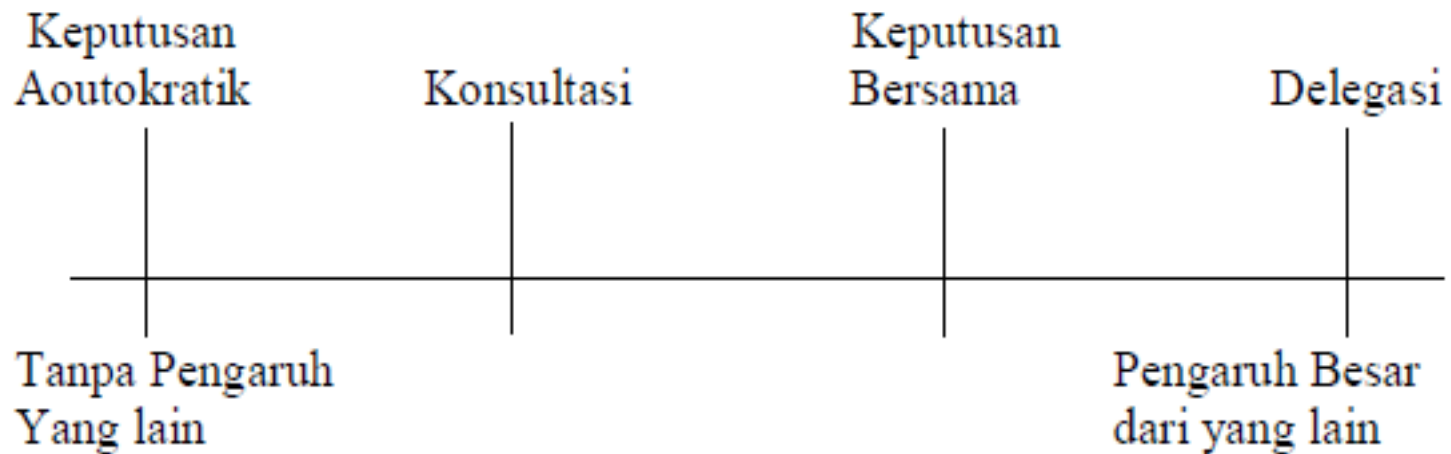 Keputusan
Aoutokratik
Konsultasi
Keputusan
Bersama
Delegasi
Tanpa Pengaruh
Yang lain
Pengaruh Besar
dari yang lain